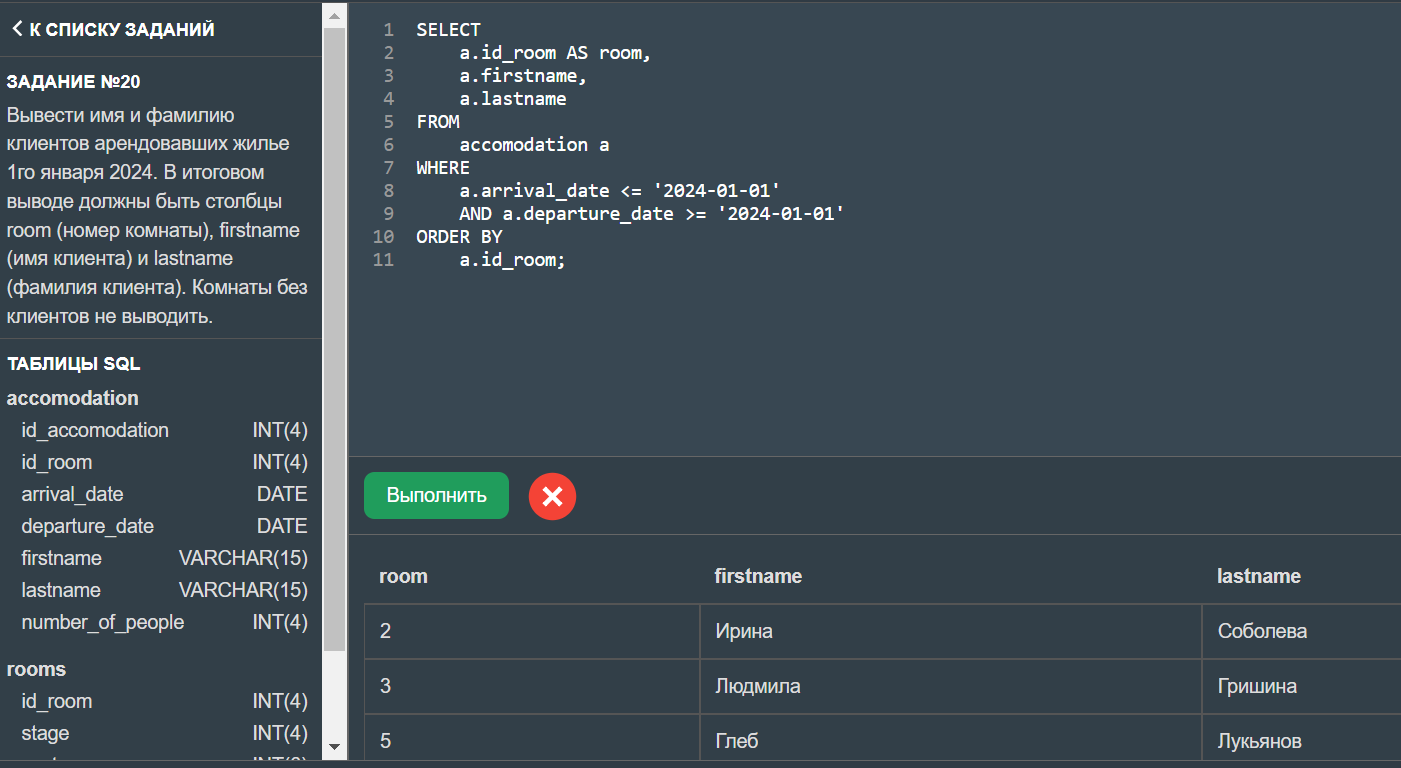 К СПИСКУ ЗАДАНИЙ
ЗАДАНИЕ №20
Вывести имя и фамилию
клиентов арендовавших жилье
1го января 2024. В итоговом
выводе должны быть столбцы
room (номер комнаты), firstname
(имя клиента) и lastname
(фамилия клиента). Комнаты без
клиентов не выводить.
ТАБЛИЦЫ SQL
accomodation
id_accomodation INT(4)
id_room INT(4)
arrival_date DATE
departure_date DATE
firstname VARCHAR(15)
lastname VARCHAR(15)
number_of_people INT(4)
rooms
id_room INT(4)
stage INT(4)
1 SELECT
2 a.id_room AS room,
3 a.firstname,
4 a.lastname
5 FROM
6 accomodation a
7 WHERE
8 a.arrival_date <= '2024-01-01'
9 AND a.departure_date >= '2024-01-01'
10 ORDER BY
11 a.id_room;
Выполнить
room firstname lastname
2 Ирина Соболева
3 Людмила Гришина
5 Глеб Лукьянов